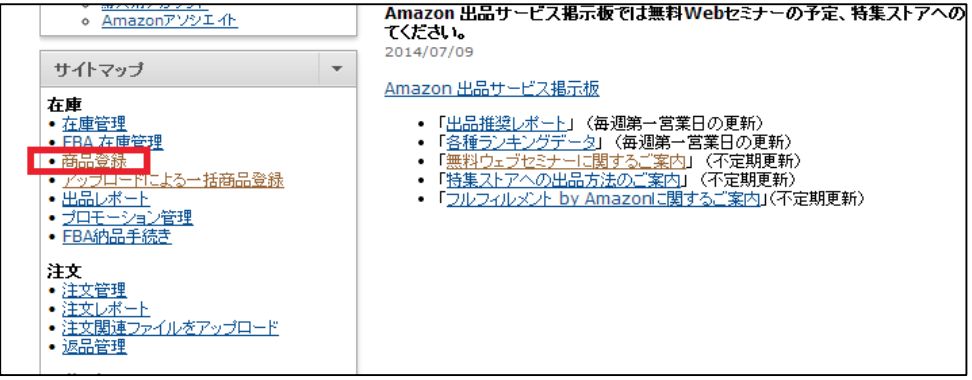 Amazonアソシエイト
サイトマップ
在庫
在庫管理
FBA 在庫管理
商品登録
アップロードによる一括商品登録
出品レポート
プロモーション管理
FBA納品手続き
注文
注文管理
注文レポート
注文関連ファイルをアップロード
返品管理
Amazon 出品サービス掲示板では無料Webセミナーの予定、特集ストアへの
てください。
2014/07/09
Amazon 出品サービス掲示板
「出品推奨レポート」（毎週第一営業日の更新）
「各種ランキングデータ」（毎週第一営業日の更新）
「無料ウェブセミナーに関するご案内」（不定期更新）
「特集ストアへの出品方法のご案内」（不定期更新）
「フルフィルメント by Amazonに関するご案内」(不定期更新）